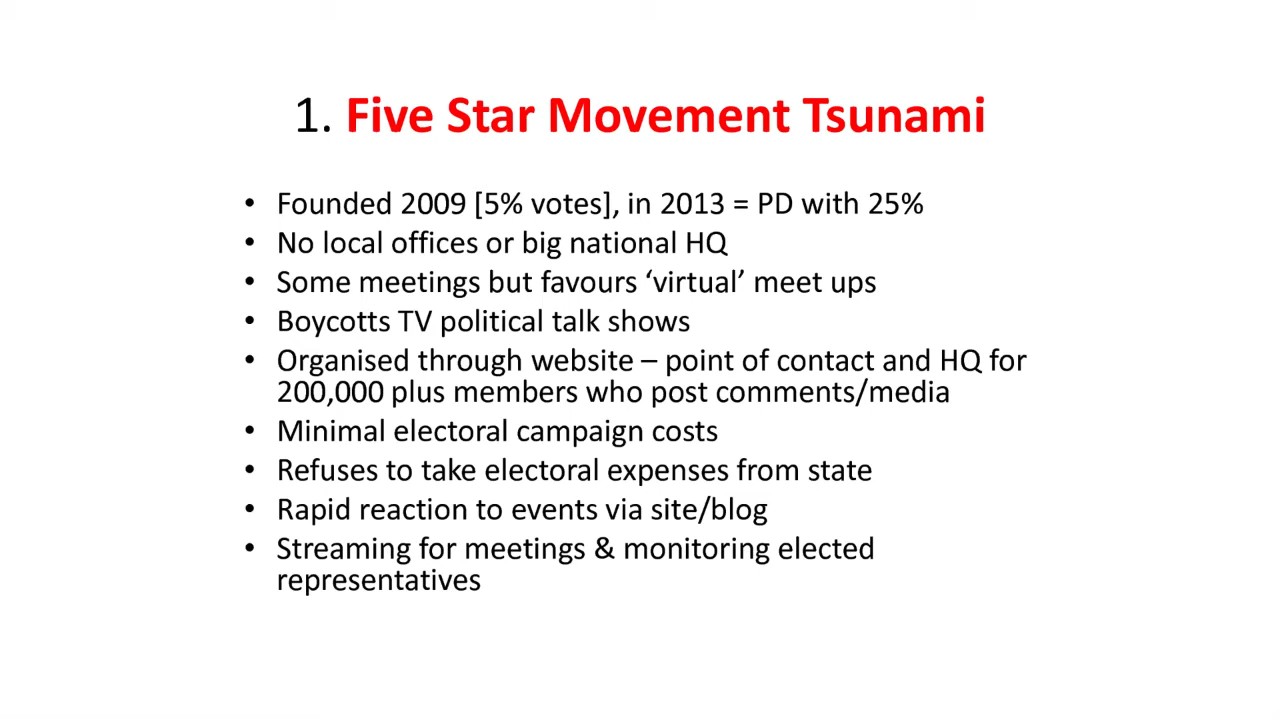 1. Five Star Movement Tsunami
• Founded 2009 [5% votes], in 2013 = PD with 25%
• No local offices or big national HQ
• Some meetings but favours ‘virtual’ meet ups
• Boycotts TV political talk shows
• Organised through website – point of contact and HQ for
200,000 plus members who post comments/media
• Minimal electoral campaign costs
• Refuses to take electoral expenses from state
• Rapid reaction to events via site/blog
• Streaming for meetings & monitoring elected
representatives